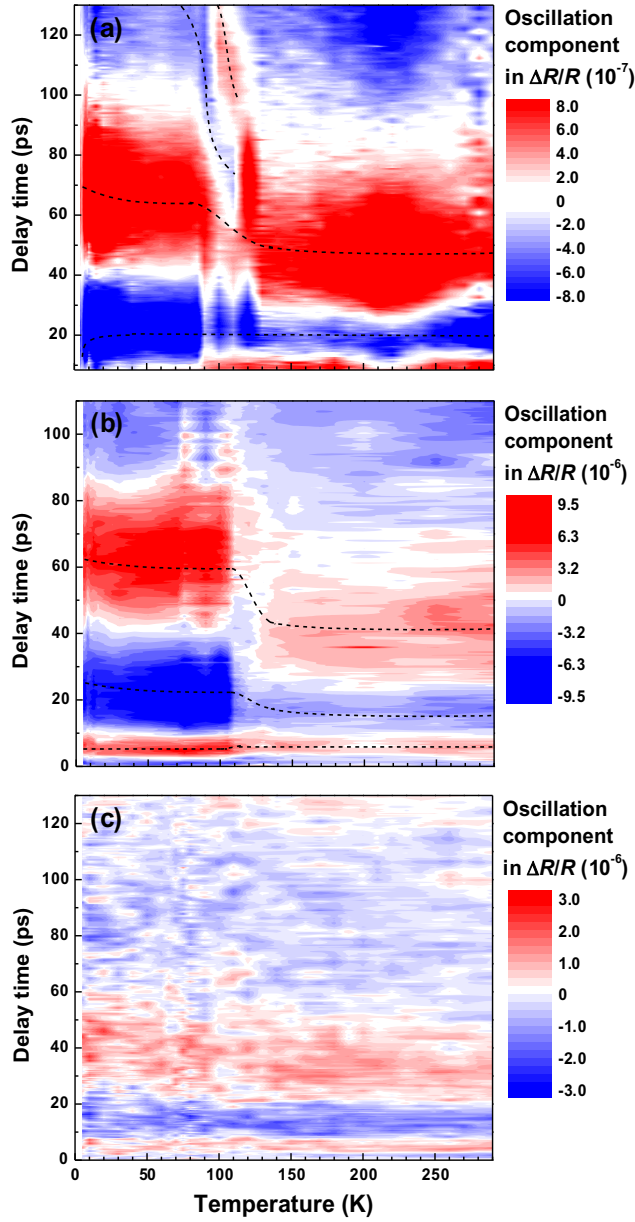 (a)
Delay time (ps)
120
100
80
60
40
20
Oscillation
component
in ΔR/R (10⁻⁷)
8.0
6.0
4.0
2.0
0
-2.0
-4.0
-6.0
-8.0
(b)
Delay time (ps)
100
80
60
40
20
0
Oscillation
component
in ΔR/R (10⁻⁶)
9.5
6.3
3.2
0
-3.2
-6.3
-9.5
(c)
Delay time (ps)
120
100
80
60
40
20
0
Oscillation
component
in ΔR/R (10⁻⁶)
3.0
2.0
1.0
0
-1.0
-2.0
-3.0
0 50 100 150 200 250
Temperature (K)